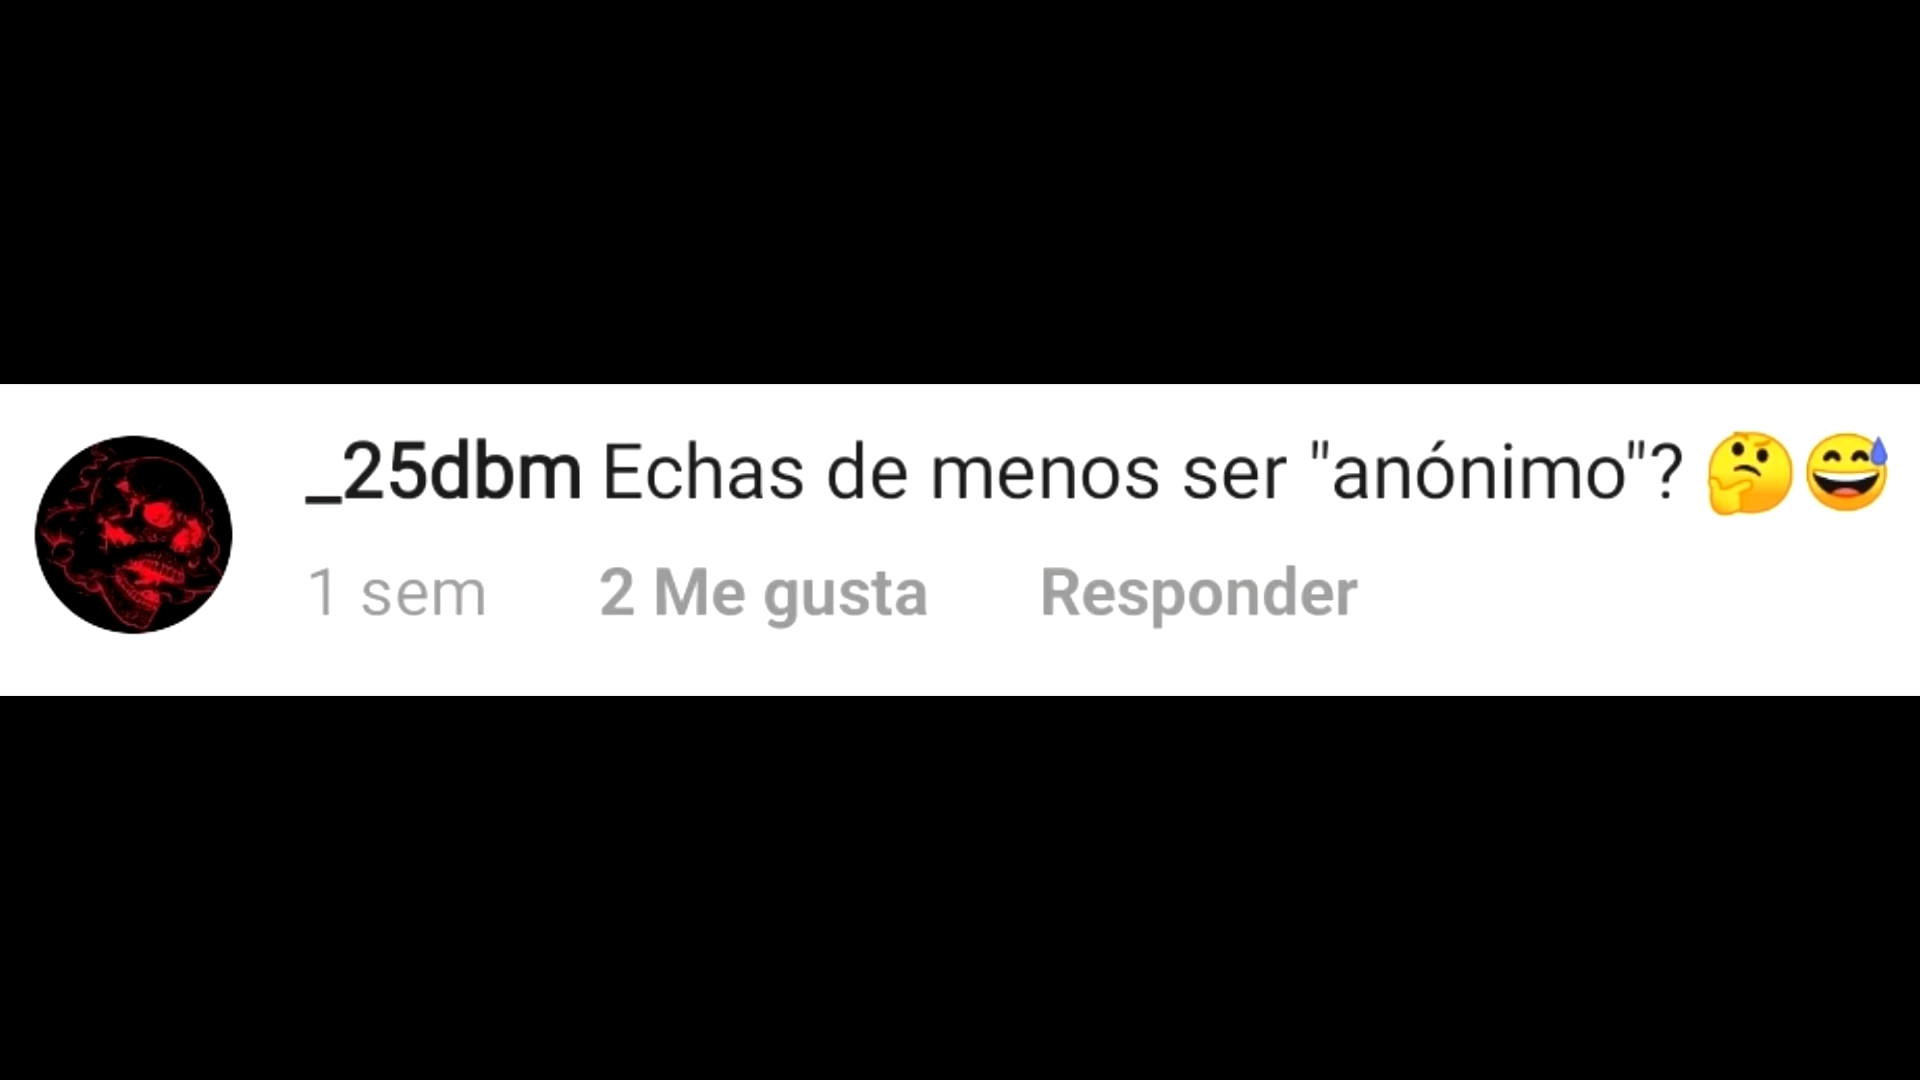 _25dbm Echas de menos ser "anónimo"? 🤔😅
1 sem 2 Me gusta Responder